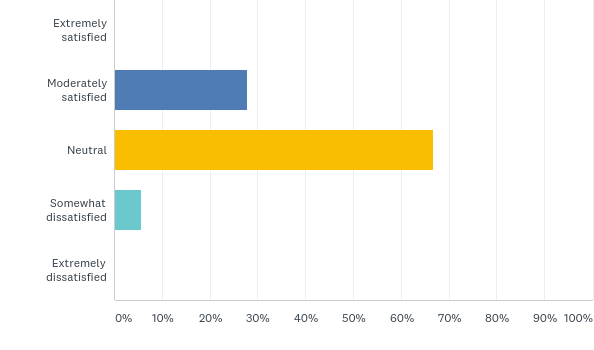 Extremely
satisfied
Moderately
satisfied
Neutral
Somewhat
dissatisfied
Extremely
dissatisfied
0% 10% 20% 30% 40% 50% 60% 70% 80% 90% 100%